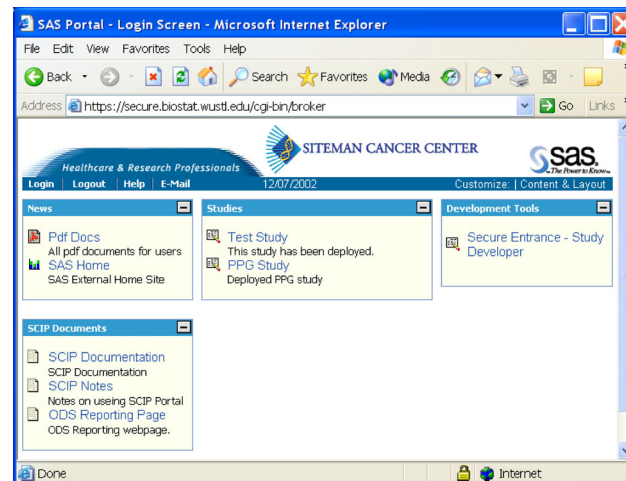 SAS Portal - Login Screen - Microsoft Internet Explorer
File Edit View Favorites Tools Help
Back Search Favorites Media
Address https://secure.biostat.wustl.edu/cgi-bin/broker Go Links
SITEMAN CANCER CENTER
Healthcare & Research Professionals
sas.
The Power to Know
Login Logout Help E-Mail 12/07/2002 Customize: | Content & Layout
News
Pdf Docs
All pdf documents for users
SAS Home
SAS External Home Site
Studies
Test Study
This study has been deployed.
PPG Study
Deployed PPG study
Development Tools
Secure Entrance - Study
Developer
SCIP Documents
SCIP Documentation
SCIP Documentation
SCIP Notes
Notes on useing SCIP Portal
ODS Reporting Page
ODS Reporting webpage.
Done Internet